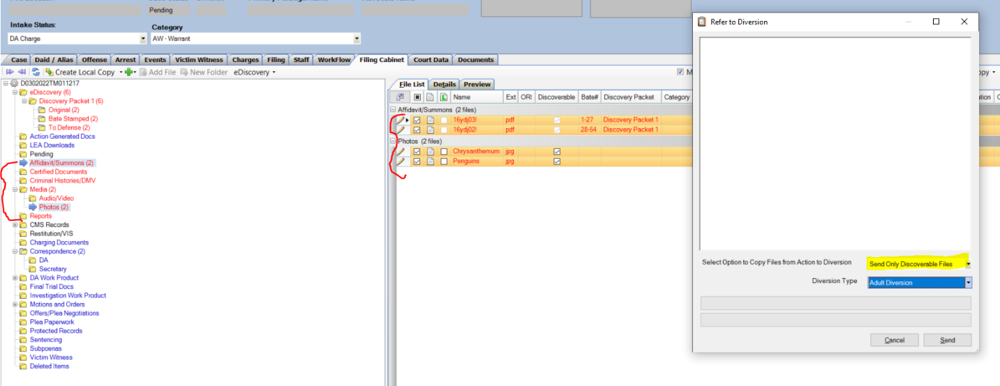 Pending
Intake Status:
Category
DA Charge
AW - Warrant
Case Daid / Alias Offense Arrest Events Victim Witness Charges Filing Staff WorkFlow Filing Cabinet Court Data Documents
Create Local Copy Add File New Folder eDiscovery
D0302022TM011217
eDiscovery (6)
Discovery Packet 1 (6)
Original (2)
Bate Stamped (2)
To Defense (2)
Action Generated Docs
LEA Downloads
Pending
Affidavit/Summons (2)
Certified Documents
Criminal Histories/DMV
Media (2)
Audio/Video
Photos (2)
Reports
CMS Records
Restitution/VIS
Charging Documents
Correspondence (2)
DA
Secretary
DA Work Product
Final Trial Docs
Investigation Work Product
Motions and Orders
Offers/Plea Negotiations
Plea Paperwork
Protected Records
Sentencing
Subpoenas
Victim Witness
Deleted Items
File List Details Preview
Name Ext ORI Discoverable Bate# Discovery Packet Category
Affidavit/Summons (2 files)
16ydj03! pdf 1-27 Discovery Packet 1
16ydj02! pdf 28-54 Discovery Packet 1
Photos (2 files)
Chrysanthemum jpg
Penguins jpg
Refer to Diversion
Select Option to Copy Files from Action to Diversion Send Only Discoverable Files
Diversion Type Adult Diversion
Cancel Send